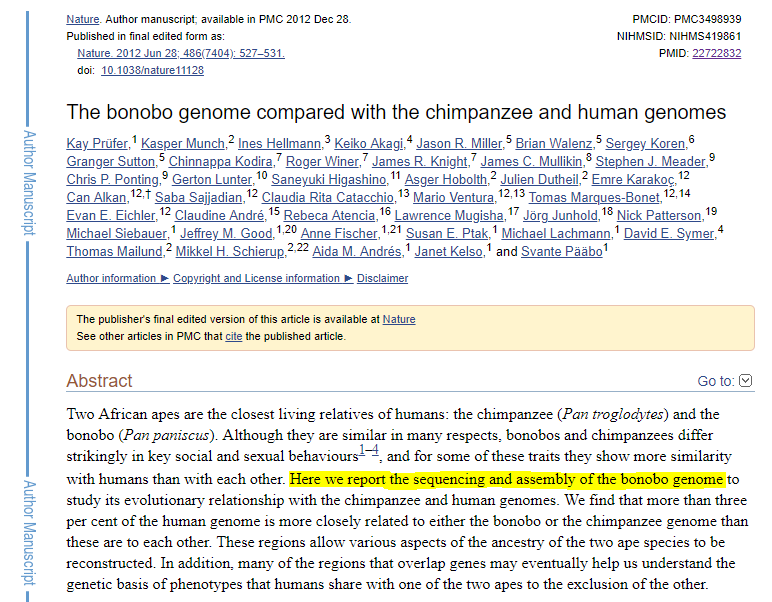 Nature. Author manuscript; available in PMC 2012 Dec 28.
Published in final edited form as:
Nature. 2012 Jun 28; 486(7404): 527–531.
doi: 10.1038/nature11128
PMCID: PMC3498939
NIHMSID: NIHMS419861
PMID: 22722832
The bonobo genome compared with the chimpanzee and human genomes
Kay Prüfer,1 Kasper Munch,2 Ines Hellmann,3 Keiko Akagi,4 Jason R. Miller,5 Brian Walenz,5 Sergey Koren,6
Granger Sutton,5 Chinnappa Kodira,7 Roger Winer,7 James R. Knight,7 James C. Mullikin,8 Stephen J. Meader,9
Chris P. Ponting,9 Gerton Lunter,10 Saneyuki Higashino,11 Asger Hobolth,2 Julien Dutheil,2 Emre Karakoç,12
Can Alkan,12,† Saba Sajjadian,12 Claudia Rita Catacchio,13 Mario Ventura,12,13 Tomas Marques-Bonet,12,14
Evan E. Eichler,12 Claudine André,15 Rebeca Atencia,16 Lawrence Mugisha,17 Jörg Junhold,18 Nick Patterson,19
Michael Siebauer,1 Jeffrey M. Good,1,20 Anne Fischer,1,21 Susan E. Ptak,1 Michael Lachmann,1 David E. Symer,4
Thomas Mailund,2 Mikkel H. Schierup,2,22 Aida M. Andrés,1 Janet Kelso,1 and Svante Pääbo1
Author information ► Copyright and License information ► Disclaimer
The publisher's final edited version of this article is available at Nature
See other articles in PMC that cite the published article.
Abstract
Go to:
Two African apes are the closest living relatives of humans: the chimpanzee (Pan troglodytes) and the
bonobo (Pan paniscus). Although they are similar in many respects, bonobos and chimpanzees differ
strikingly in key social and sexual behaviours1–4, and for some of these traits they show more similarity
with humans than with each other. Here we report the sequencing and assembly of the bonobo genome to
study its evolutionary relationship with the chimpanzee and human genomes. We find that more than three
per cent of the human genome is more closely related to either the bonobo or the chimpanzee genome than
these are to each other. These regions allow various aspects of the ancestry of the two ape species to be
reconstructed. In addition, many of the regions that overlap genes may eventually help us understand the
genetic basis of phenotypes that humans share with one of the two apes to the exclusion of the other.
Author Manuscript
Author Manuscript